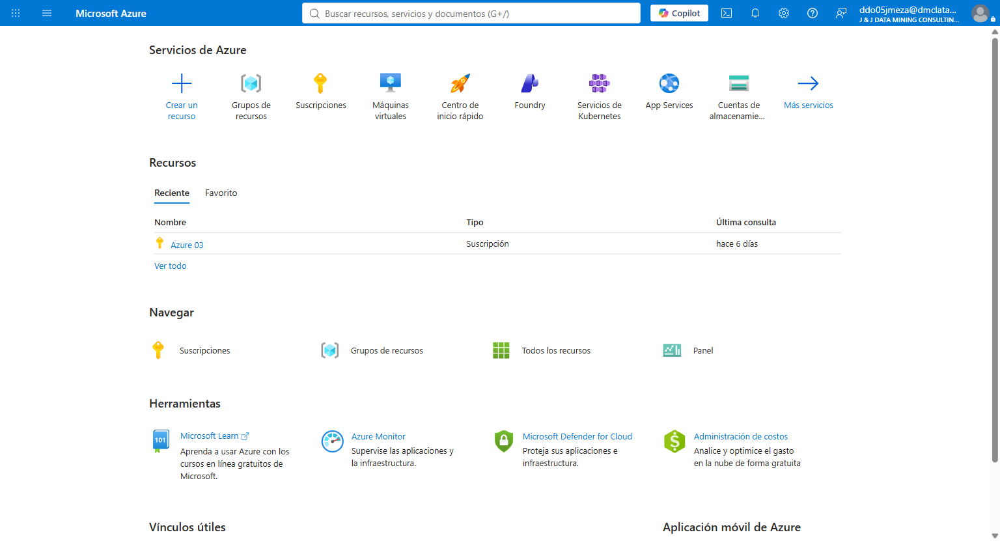 Microsoft Azure
Buscar recursos, servicios y documentos (G+/)
Copilot
ddo05jmeza@dmclata...
J & J DATA MINING CONSULTIN...
Servicios de Azure
Crear un
recurso
Grupos de
recursos
Suscripciones
Máquinas
virtuales
Centro de
inicio rápido
Foundry
Servicios de
Kubernetes
App Services
Cuentas de
almacenamie...
Más servicios
Recursos
Reciente
Favorito
Nombre
Tipo
Última consulta
Azure 03
Suscripción
hace 6 días
Ver todo
Navegar
Suscripciones
Grupos de recursos
Todos los recursos
Panel
Herramientas
101
Microsoft Learn
Aprenda a usar Azure con los
cursos en línea gratuitos de
Microsoft.
Azure Monitor
Supervise las aplicaciones y
la infraestructura.
Microsoft Defender for Cloud
Proteja sus aplicaciones e
infraestructura.
$
Administración de costos
Analice y optimice el gasto
en la nube de forma gratuita
Vínculos útiles
Aplicación móvil de Azure